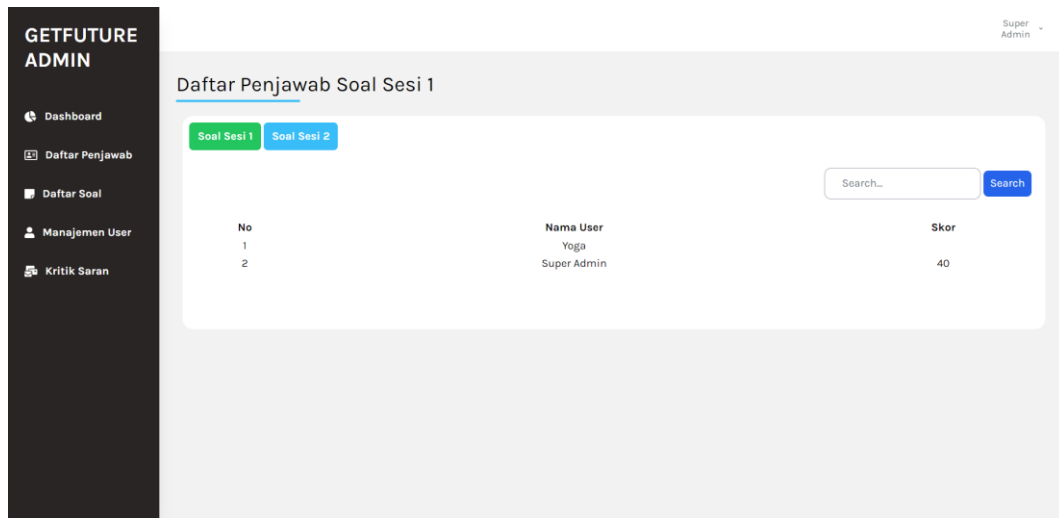 GETFUTURE
ADMIN
Dashboard
Daftar Penjawab
Daftar Soal
Manajemen User
Kritik Saran
Super
Admin
Daftar Penjawab Soal Sesi 1
Soal Sesi 1 Soal Sesi 2
Search... Search
No Nama User Skor
1 Yoga
2 Super Admin 40